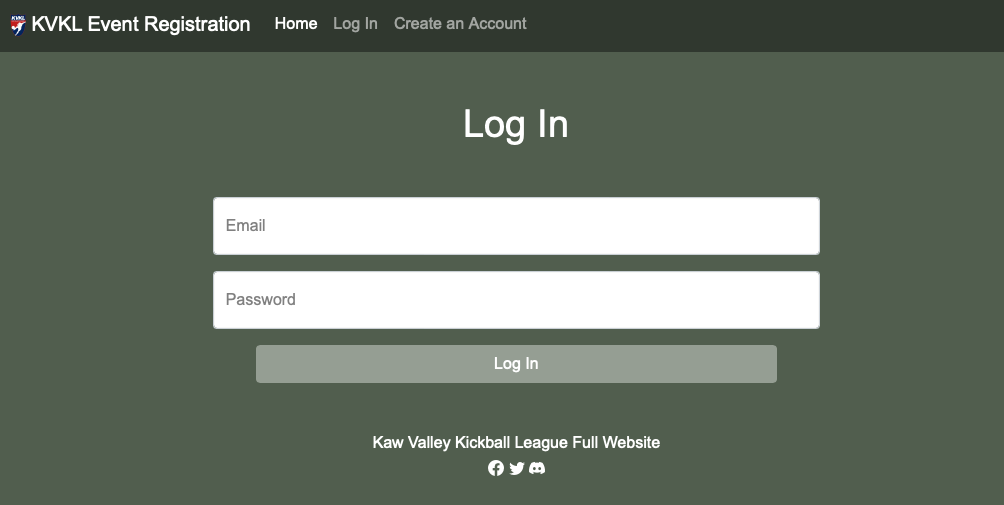 KVKL KVKL Event Registration Home Log In Create an Account
Log In
Email
Password
Log In
Kaw Valley Kickball League Full Website